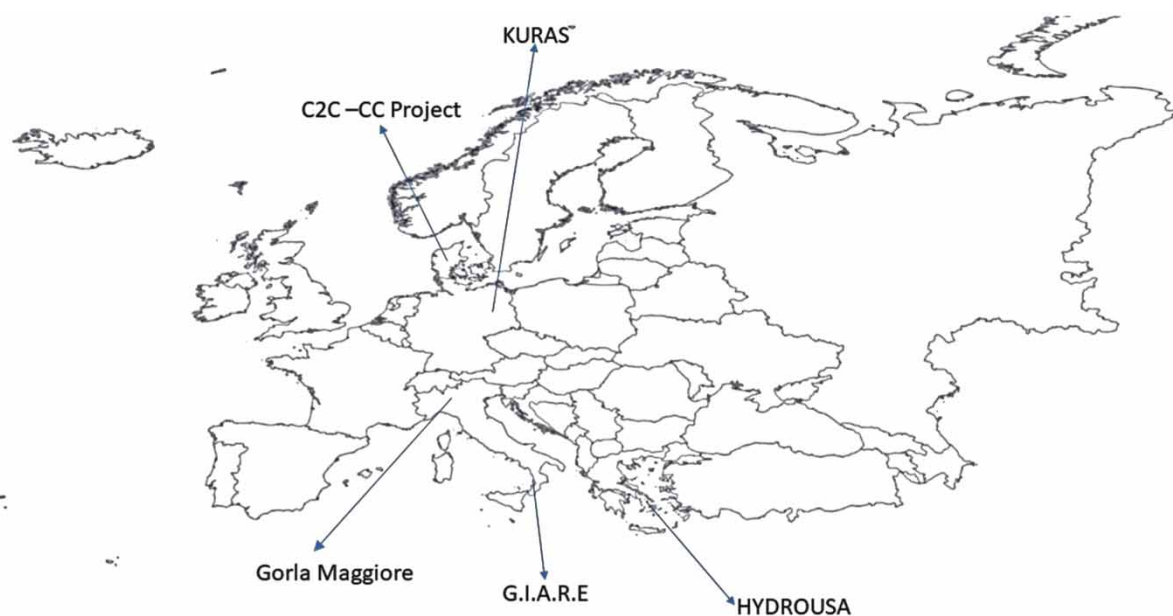 KURAS
C2C –CC Project
Gorla Maggiore
G.I.A.R.E
HYDROUSA